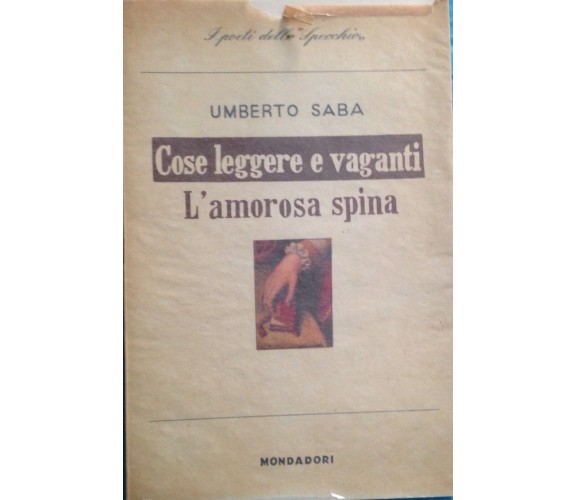 I poeti dello "Specchio„
UMBERTO SABA
Cose leggere e vaganti
L'amorosa spina
MONDADORI